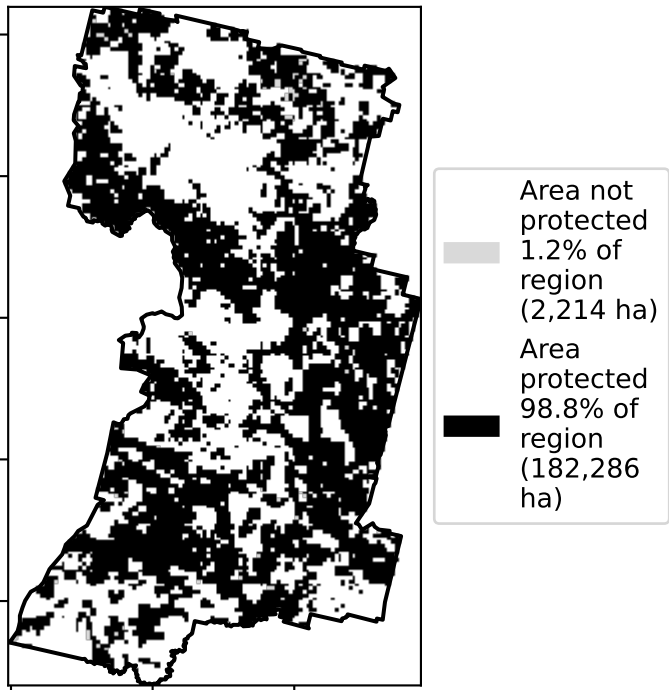 Area not
protected
1.2% of
region
(2,214 ha)
Area
protected
98.8% of
region
(182,286
ha)